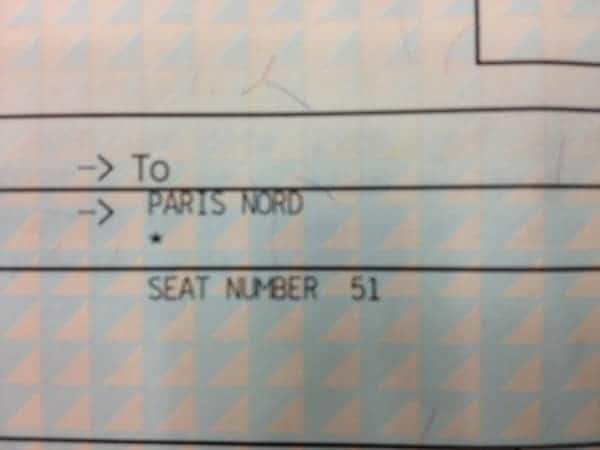 -> To
-> PARIS NORD
*
SEAT NUMBER 51